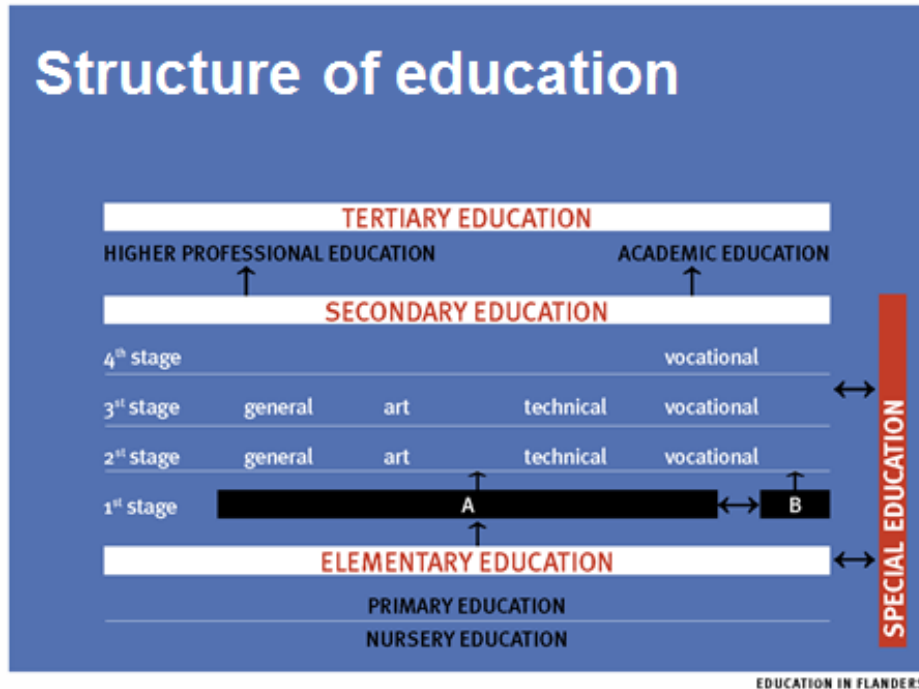 Structure of education
TERTIARY EDUCATION
HIGHER PROFESSIONAL EDUCATION ACADEMIC EDUCATION
SECONDARY EDUCATION
4th stage vocational
3st stage general art technical vocational
2st stage general art technical vocational
1st stage A B
ELEMENTARY EDUCATION
PRIMARY EDUCATION
NURSERY EDUCATION
SPECIAL EDUCATION
EDUCATION IN FLANDERS